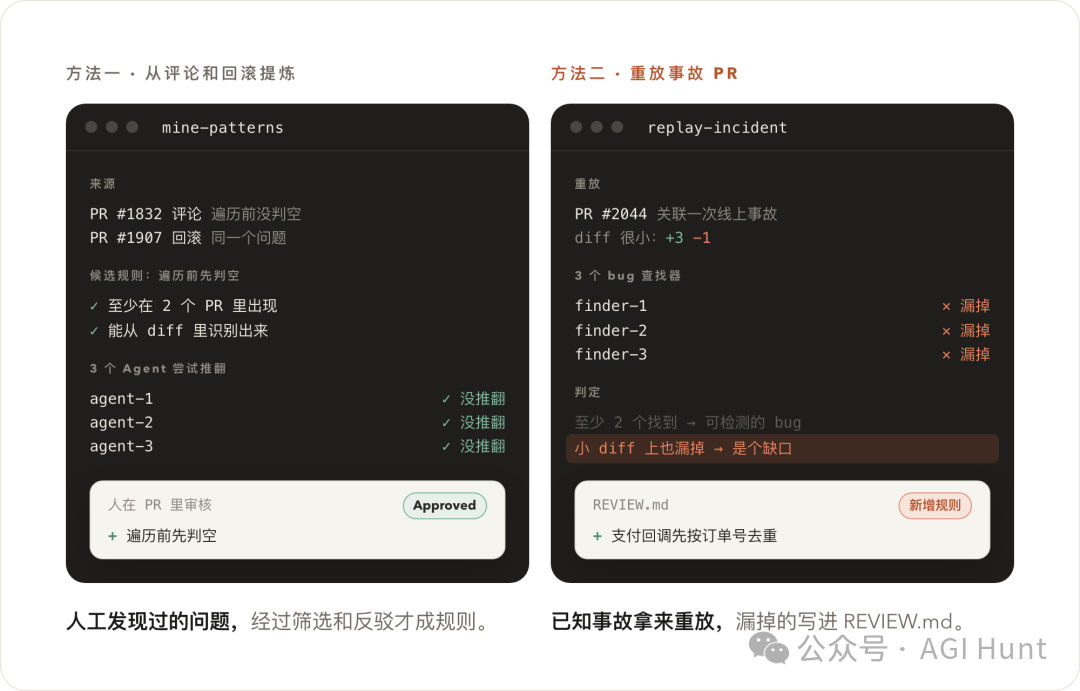 方法一 · 从评论和回滚提炼
mine-patterns
来源
PR #1832 评论 遍历前没判空
PR #1907 回滚 同一个问题
候选规则：遍历前先判空
✓ 至少在 2 个 PR 里出现
✓ 能从 diff 里识别出来
3 个 Agent 尝试推翻
agent-1 ✓ 没推翻
agent-2 ✓ 没推翻
agent-3 ✓ 没推翻
人在 PR 里审核 Approved
+ 遍历前先判空
人工发现过的问题，经过筛选和反驳才成规则。
方法二 · 重放事故 PR
replay-incident
重放
PR #2044 关联一次线上事故
diff 很小：+3 −1
3 个 bug 查找器
finder-1 × 漏掉
finder-2 × 漏掉
finder-3 × 漏掉
判定
至少 2 个找到 → 可检测的 bug
小 diff 上也漏掉 → 是个缺口
REVIEW.md 新增规则
+ 支付回调先按订单号去重
已知事故拿来重放，漏掉的写进 REVIEW.md。
公众号 · AGI Hunt